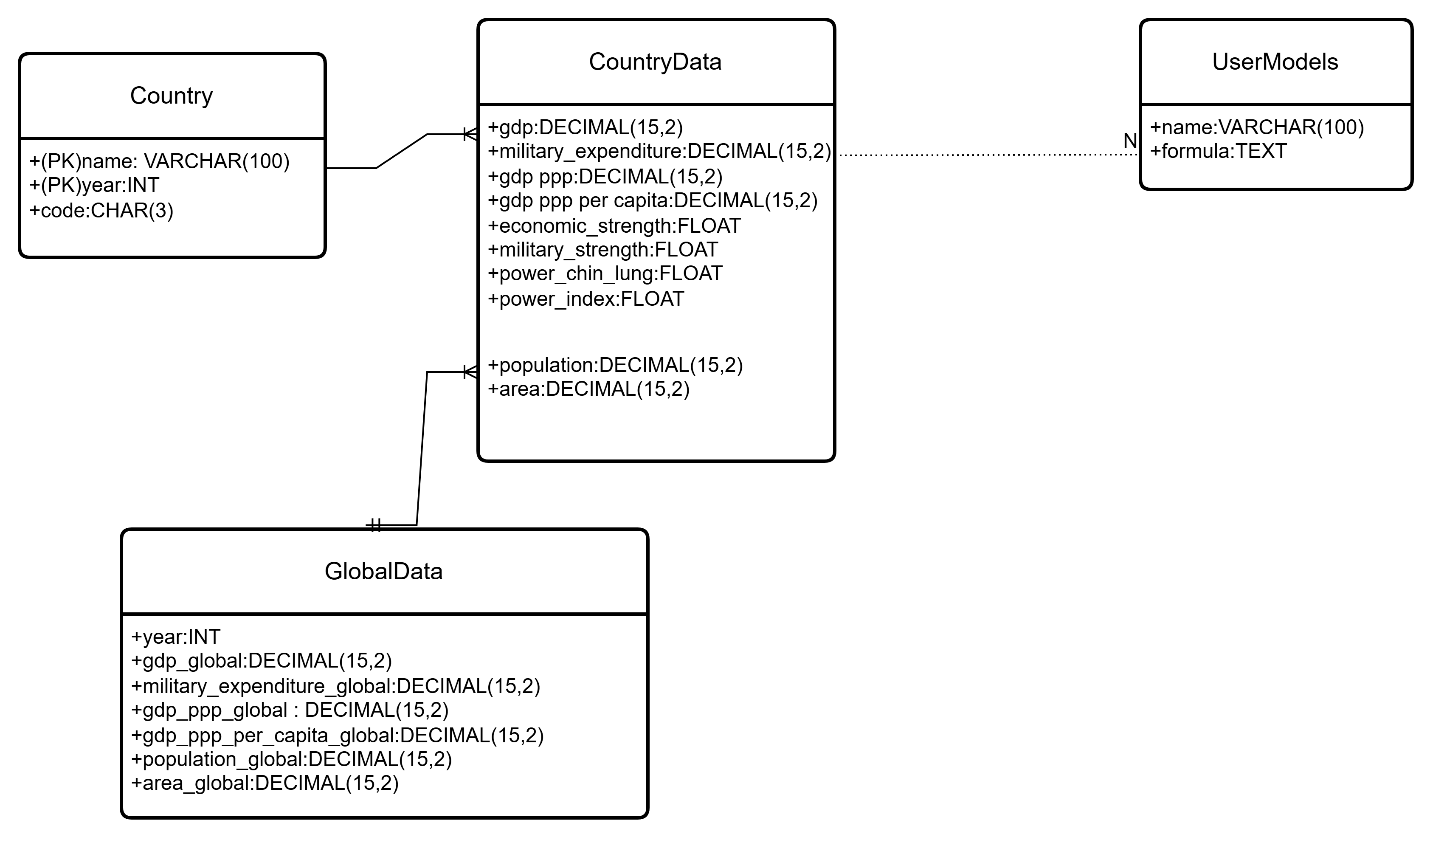 Country
+(PK)name: VARCHAR(100)
+(PK)year:INT
+code:CHAR(3)
CountryData
+gdp:DECIMAL(15,2)
+military_expenditure:DECIMAL(15,2)
+gdp ppp:DECIMAL(15,2)
+gdp ppp per capita:DECIMAL(15,2)
+economic_strength:FLOAT
+military_strength:FLOAT
+power_chin_lung:FLOAT
+power_index:FLOAT
+population:DECIMAL(15,2)
+area:DECIMAL(15,2)
N
UserModels
+name:VARCHAR(100)
+formula:TEXT
GlobalData
+year:INT
+gdp_global:DECIMAL(15,2)
+military_expenditure_global:DECIMAL(15,2)
+gdp_ppp_global : DECIMAL(15,2)
+gdp_ppp_per_capita_global:DECIMAL(15,2)
+population_global:DECIMAL(15,2)
+area_global:DECIMAL(15,2)